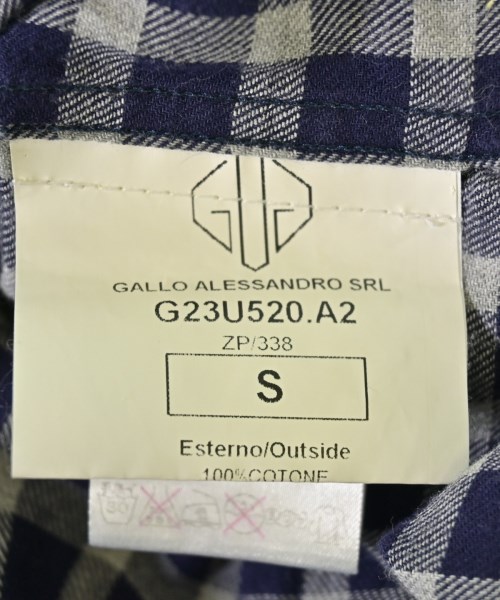 GALLO ALESSANDRO SRL
G23U520.A2
ZP/338
S
Esterno/Outside
100%COTONE